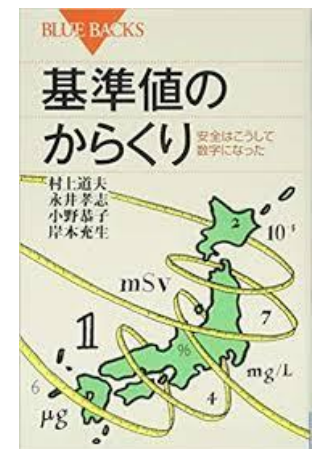 BLUE BACKS
基準値の
からくり
安全はこうして
数字になった
村上道夫
永井孝志
小野恭子
岸本充生
2
10⁻⁵
mSv
7
1
%
mg/L
6
4
μg